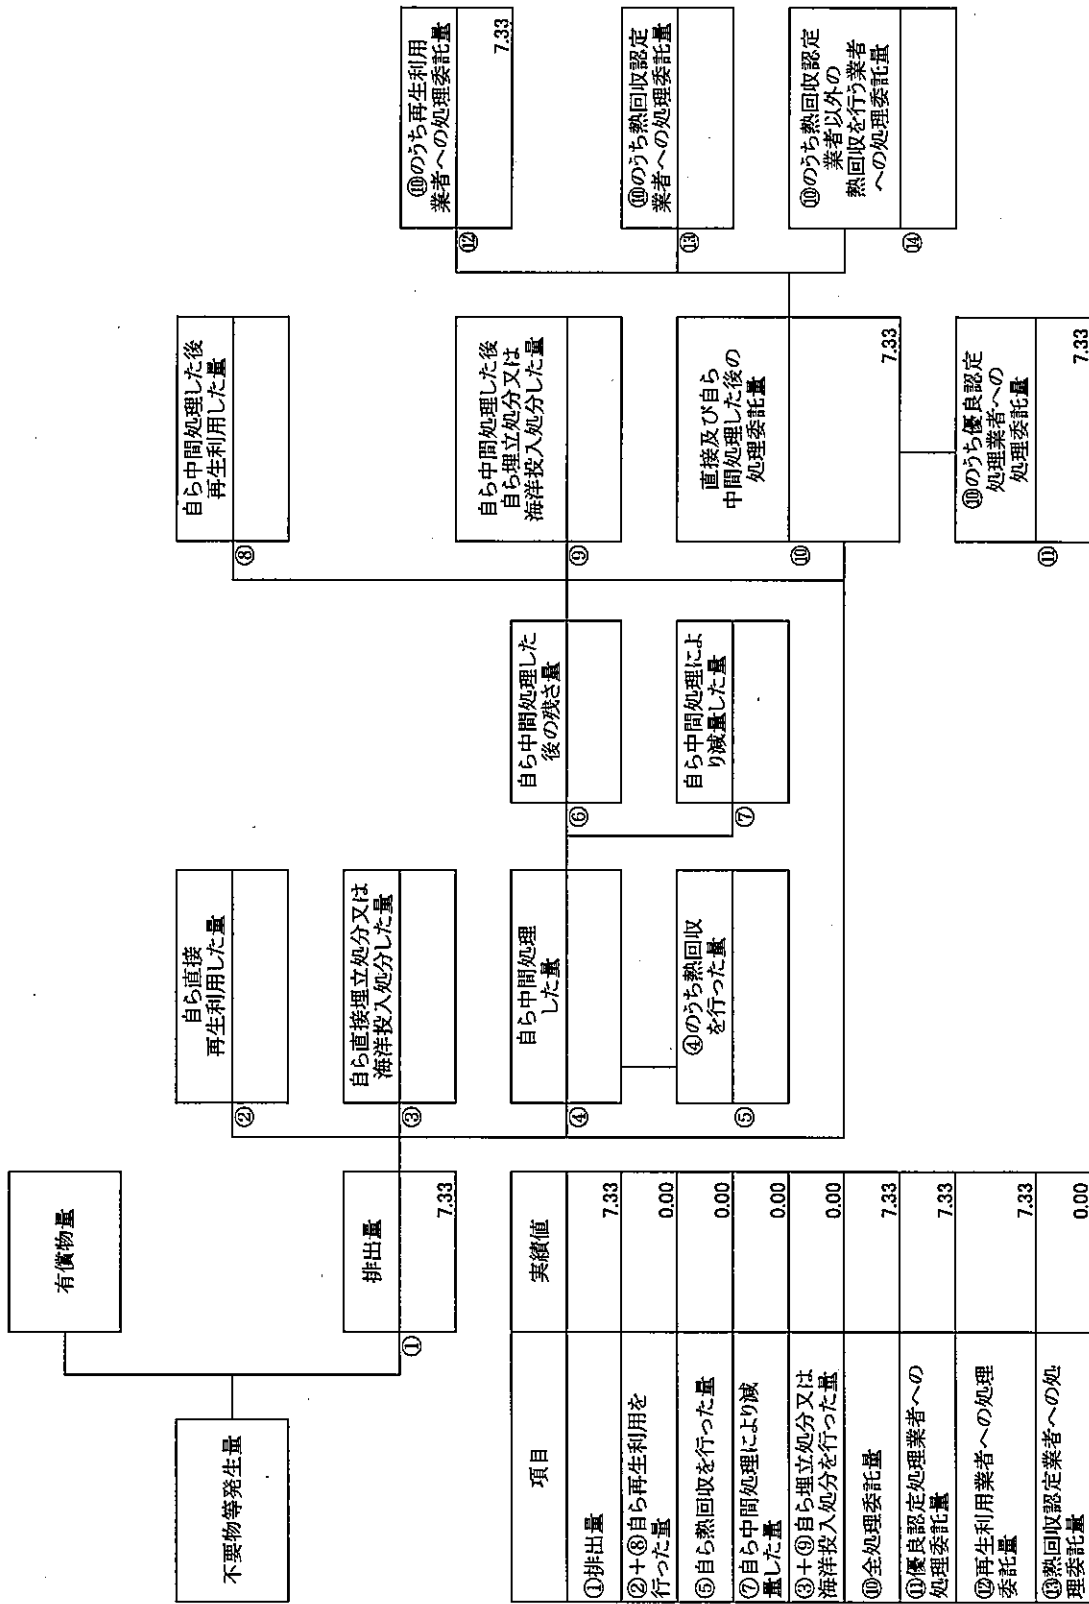 有償物量
不要物等発生量
排出量
①
7.33
自ら直接
再生利用した量
②
自ら直接埋立処分又は
海洋投入処分した量
③
自ら中間処理
した量
④
④のうち熱回収
を行った量
⑤
自ら中間処理した
後の残さ量
⑥
自ら中間処理によ
り減量した量
⑦
自ら中間処理した後
再生利用した量
⑧
自ら中間処理した後
自ら埋立処分又は
海洋投入処分した量
⑨
直接及び自ら
中間処理した後の
処理委託量
⑩
7.33
⑩のうち優良認定
処理業者への
処理委託量
⑪
7.33
⑩のうち再生利用
業者への処理委託量
⑫
7.33
⑩のうち熱回収認定
業者への処理委託量
⑬
⑩のうち熱回収認定
業者以外の
熱回収を行う業者
への処理委託量
⑭
項目 実績値
①排出量 7.33
②+⑧自ら再生利用を
行った量 0.00
⑤自ら熱回収を行った量 0.00
⑦自ら中間処理により減
量した量 0.00
③+⑨自ら埋立処分又は
海洋投入処分を行った量 0.00
⑩全処理委託量 7.33
⑪優良認定処理業者への
処理委託量 7.33
⑫再生利用業者への処理
委託量 7.33
⑬熱回収認定業者への処
理委託量 0.00